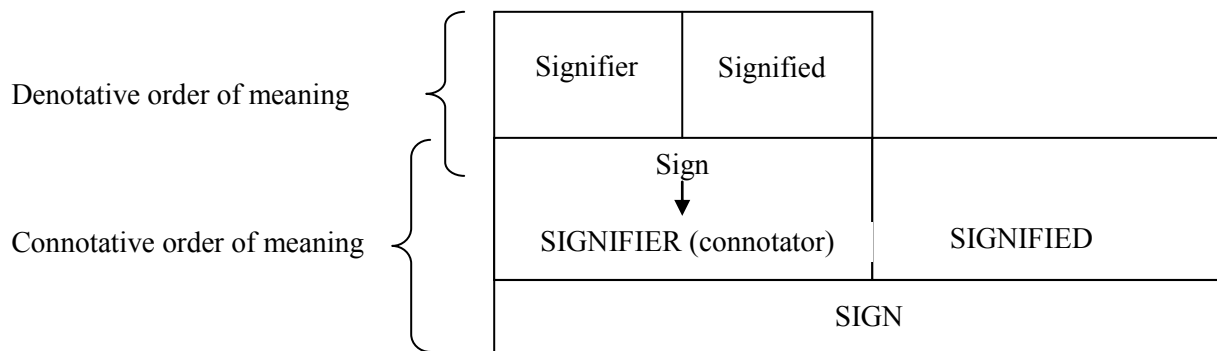 Signifier Signified
Denotative order of meaning
Sign
Connotative order of meaning SIGNIFIER (connotator) SIGNIFIED
SIGN